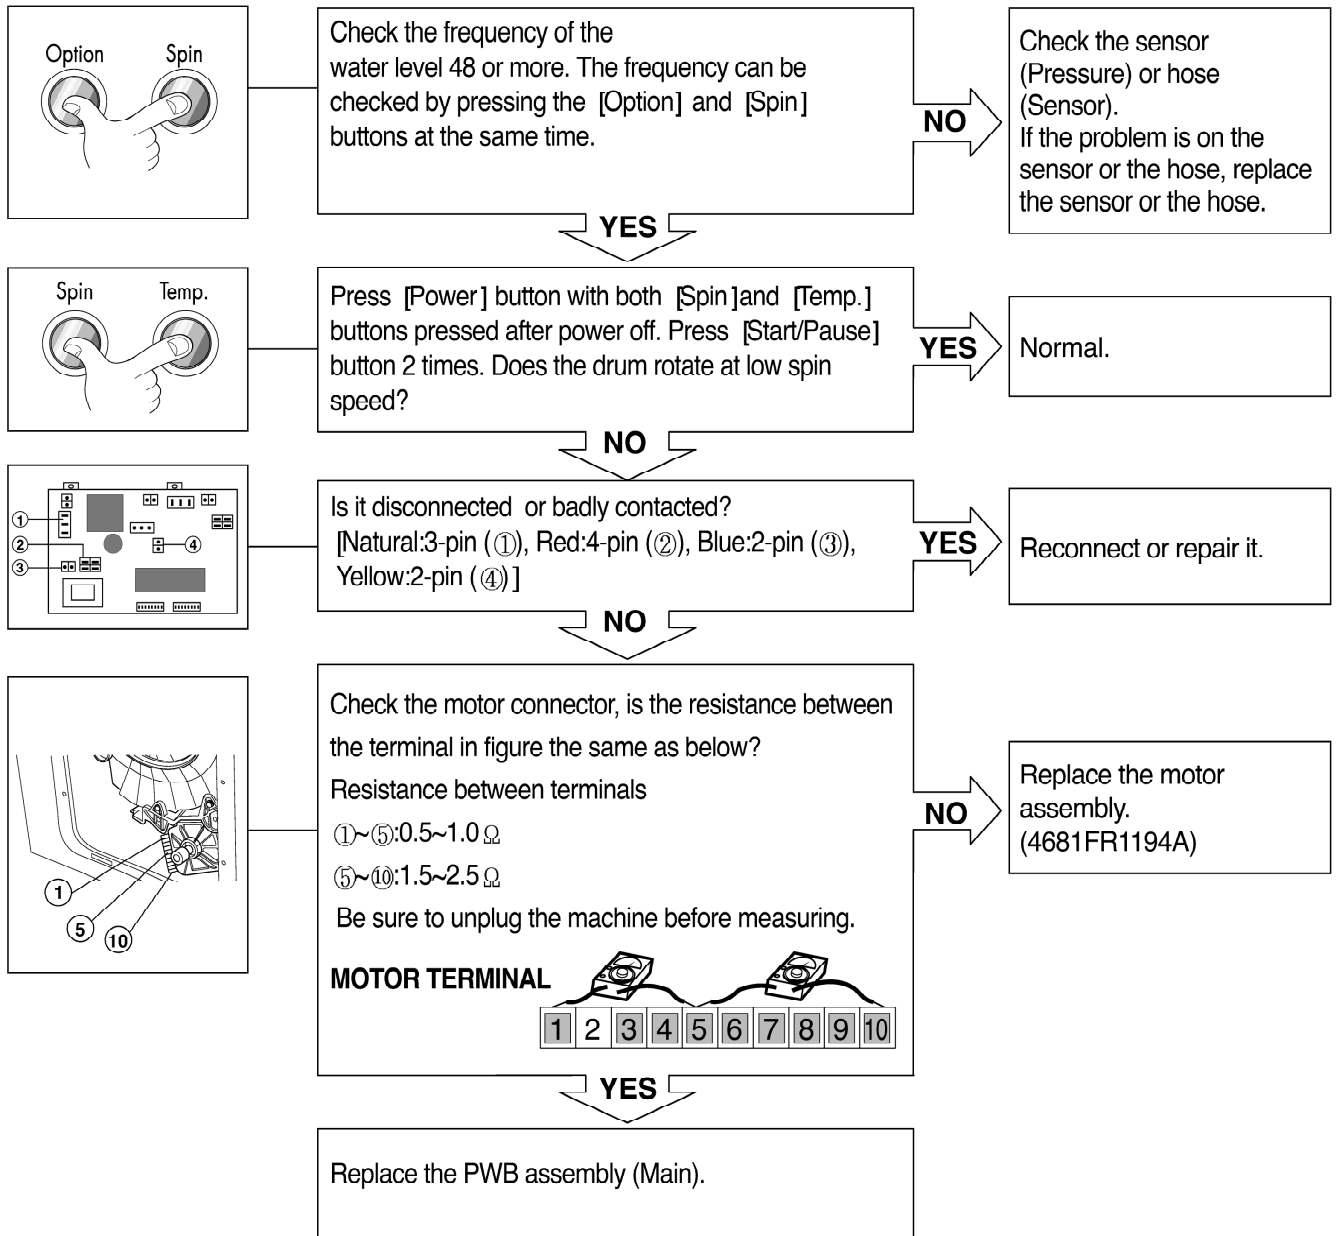 Option Spin
Check the frequency of the
water level 48 or more. The frequency can be
checked by pressing the [Option] and [Spin]
buttons at the same time.
NO
Check the sensor
(Pressure) or hose
(Sensor).
If the problem is on the
sensor or the hose, replace
the sensor or the hose.
YES
Spin Temp.
Press [Power] button with both [Spin]and [Temp.]
buttons pressed after power off. Press [Start/Pause]
button 2 times. Does the drum rotate at low spin
speed?
YES
Normal.
NO
①
②
③
④
Is it disconnected or badly contacted?
[Natural:3-pin (①), Red:4-pin (②), Blue:2-pin (③),
Yellow:2-pin (④)]
YES
Reconnect or repair it.
NO
①
⑤
⑩
Check the motor connector, is the resistance between
the terminal in figure the same as below?
Resistance between terminals
①~⑤:0.5~1.0 Ω
⑤~⑩:1.5~2.5 Ω
Be sure to unplug the machine before measuring.
MOTOR TERMINAL
1 2 3 4 5 6 7 8 9 10
NO
Replace the motor
assembly.
(4681FR1194A)
YES
Replace the PWB assembly (Main).